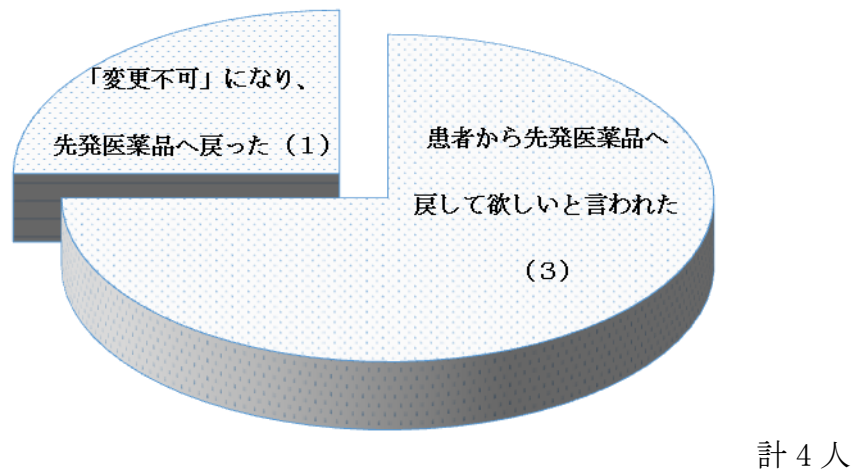 「変更不可」になり、
先発医薬品へ戻った（１）
患者から先発医薬品へ
戻して欲しいと言われた
（３）
計４人